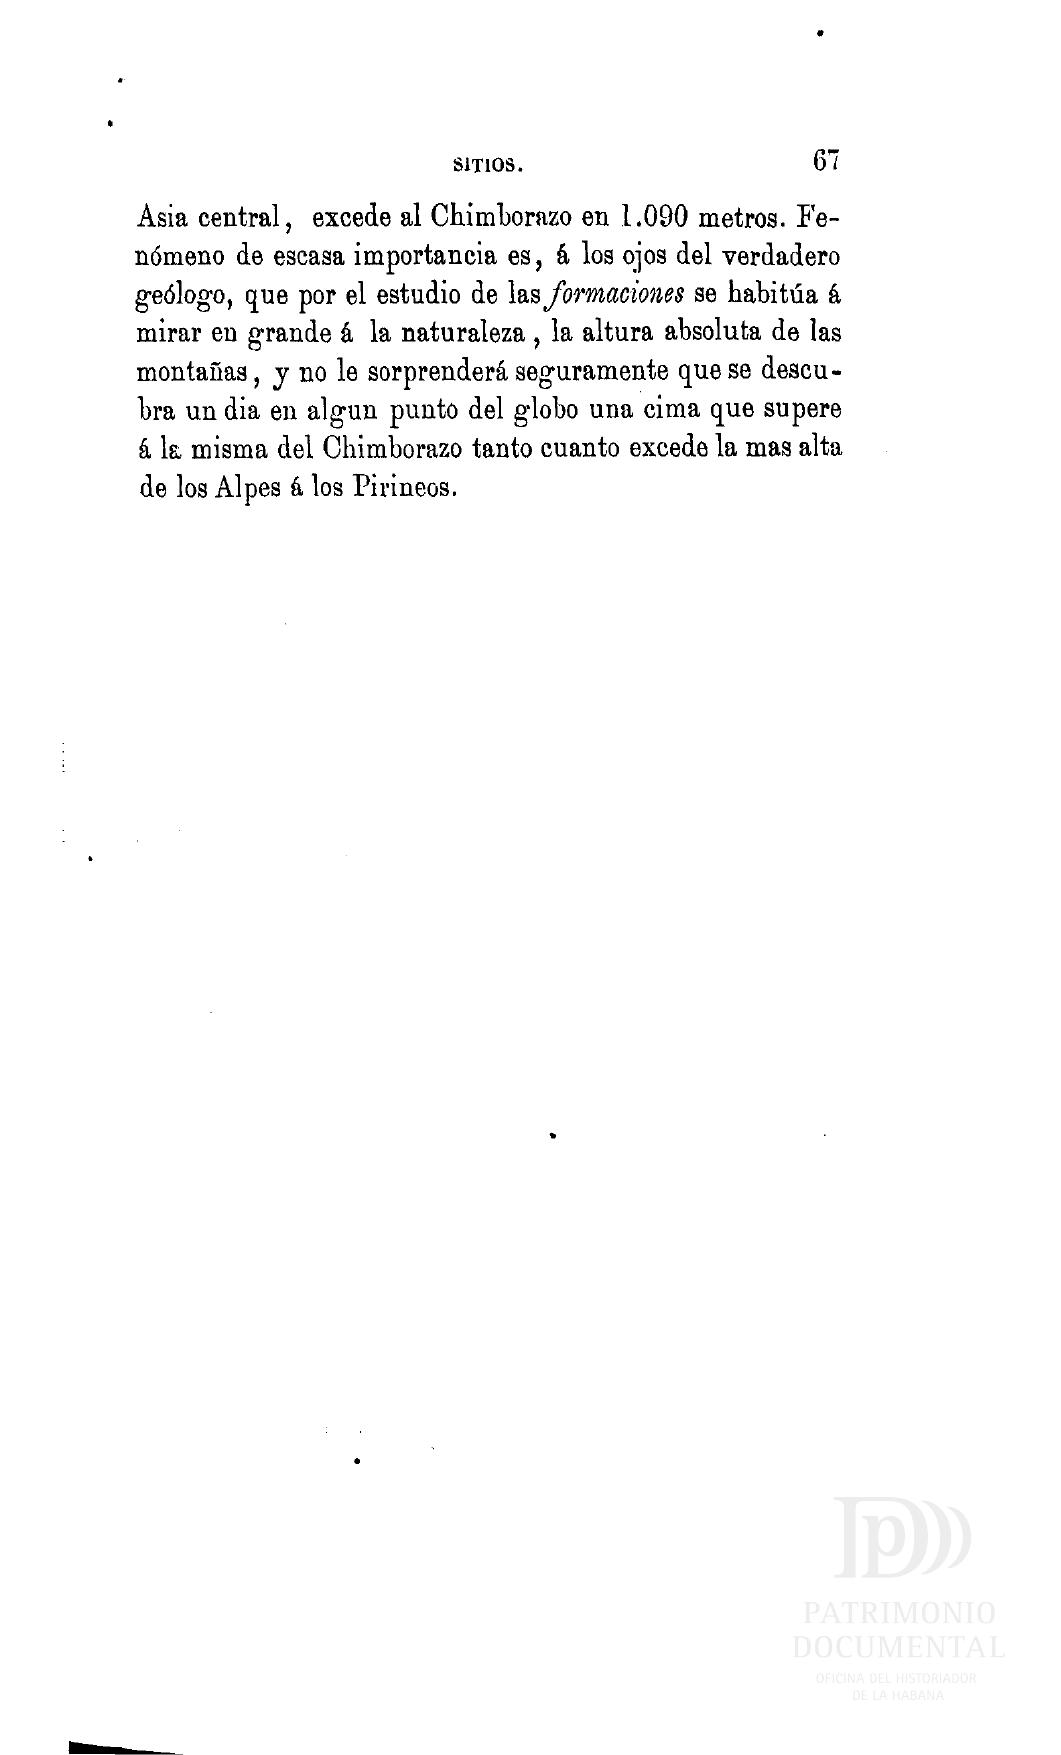 SITIOS. 67
Asia central, excede al Chimborazo en 1.090 metros. Fe-
nómeno de escasa importancia es, á los ojos del verdadero
geólogo, que por el estudio de las formaciones se habitúa á
mirar en grande á la naturaleza, la altura absoluta de las
montañas, y no le sorprenderá seguramente que se descu-
bra un dia en algun punto del globo una cima que supere
á la misma del Chimborazo tanto cuanto excede la mas alta
de los Alpes á los Pirineos.
PATRIMONIO
DOCUMENTAL
OFICINA DEL HISTORIADOR
DE LA HABANA